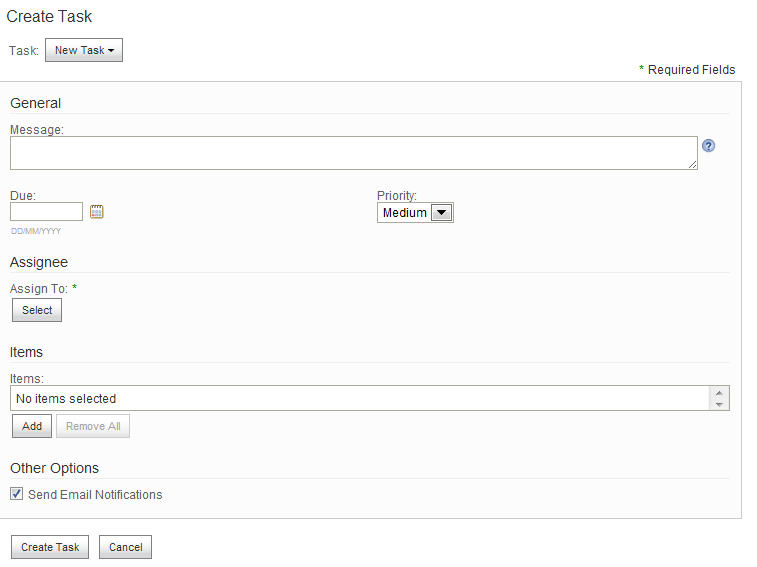 Create Task
Task: New Task
* Required Fields
General
Message:
?
Due:
Priority:
Medium
DD/MM/YYYY
Assignee
Assign To: *
Select
Items
Items:
No items selected
Add Remove All
Other Options
Send Email Notifications
Create Task Cancel